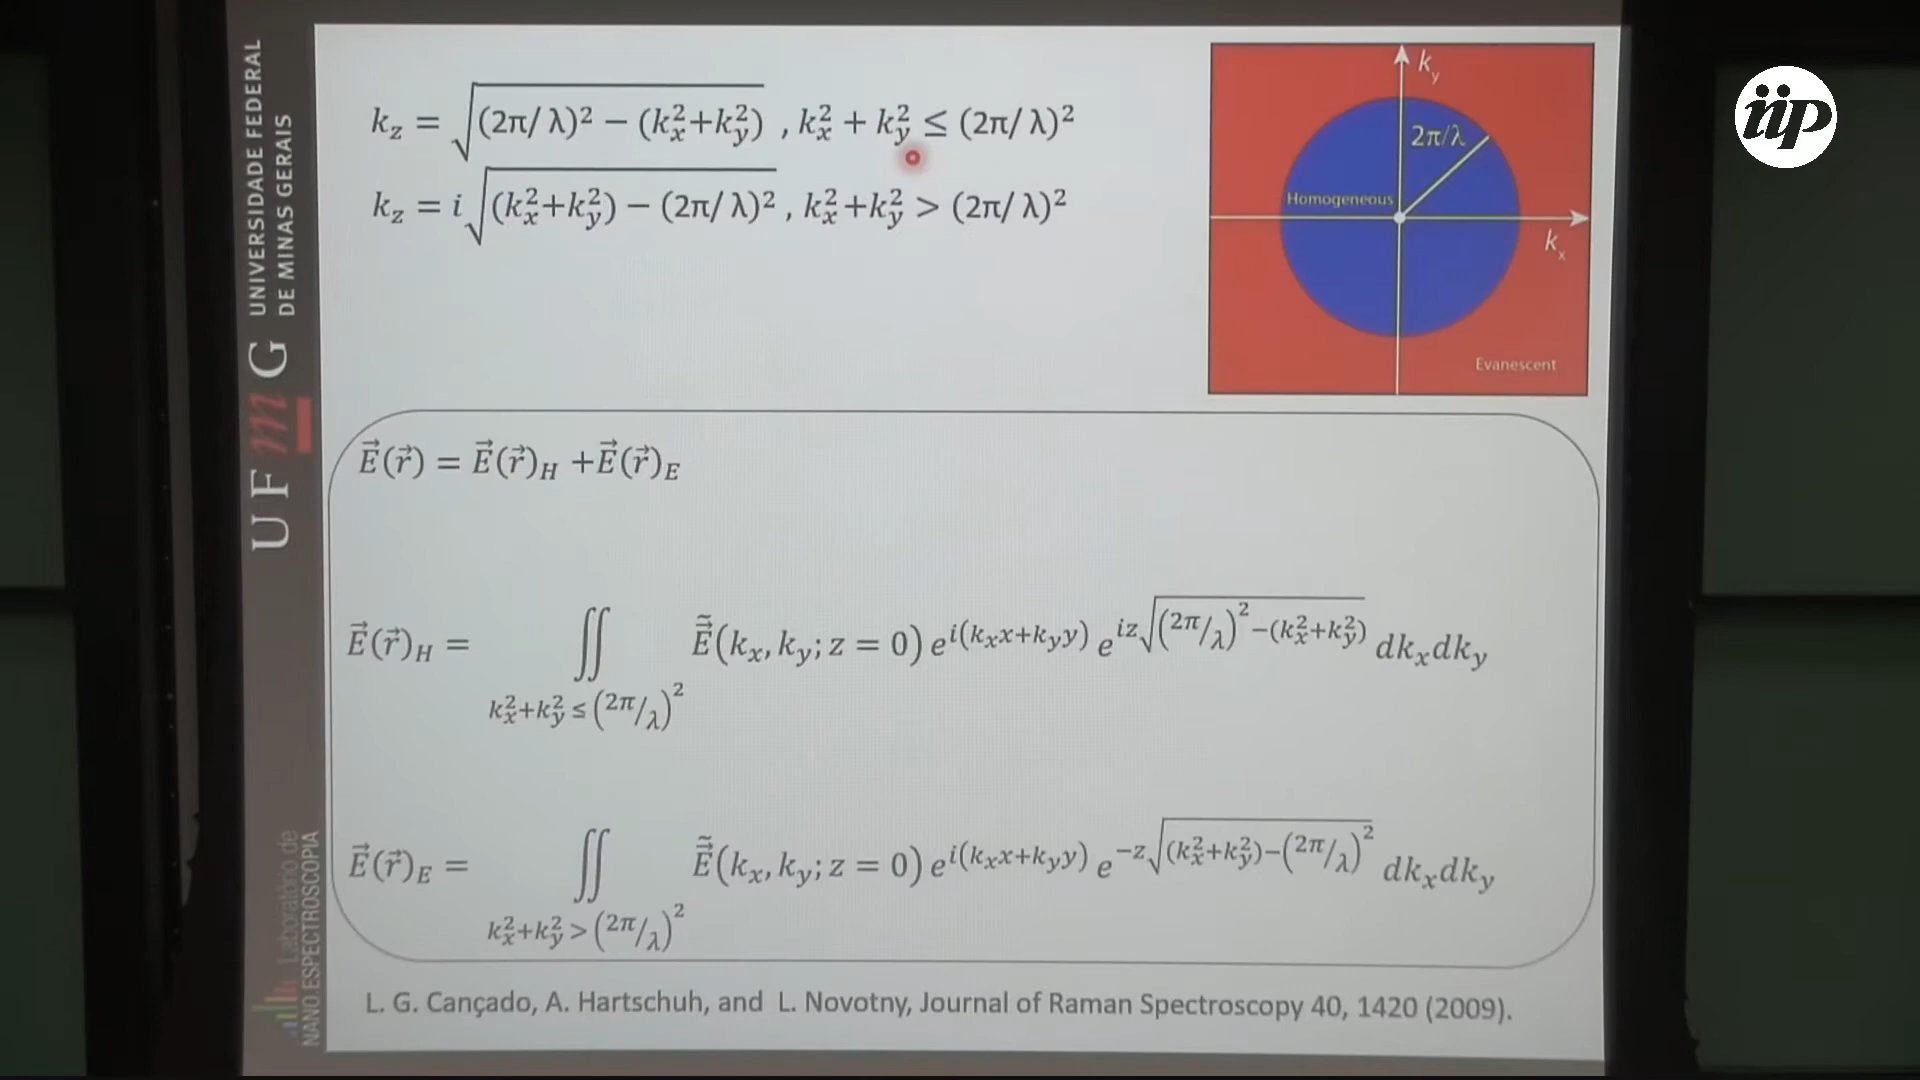 UNIVERSIDADE FEDERAL
DE MINAS GERAIS
UFmG
Laboratório de
NANO.ESPECTROSCOPIA
k_z = √((2π/λ)² − (k_x²+k_y²)) , k_x² + k_y² ≤ (2π/λ)²
k_z = i √((k_x²+k_y²) − (2π/λ)²) , k_x²+k_y² > (2π/λ)²
k_y
2π/λ
Homogeneous
k_x
Evanescent
iip
E⃗(r⃗) = E⃗(r⃗)_H +E⃗(r⃗)_E
E⃗(r⃗)_H = ∬_{k_x²+k_y² ≤ (2π/λ)²} Ẽ⃗(k_x, k_y; z = 0) e^{i(k_x x+k_y y)} e^{iz√((2π/λ)²−(k_x²+k_y²))} dk_x dk_y
E⃗(r⃗)_E = ∬_{k_x²+k_y² > (2π/λ)²} Ẽ⃗(k_x, k_y; z = 0) e^{i(k_x x+k_y y)} e^{−z√((k_x²+k_y²)−(2π/λ)²)} dk_x dk_y
L. G. Cançado, A. Hartschuh, and L. Novotny, Journal of Raman Spectroscopy 40, 1420 (2009).